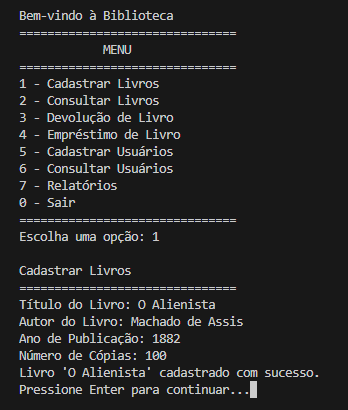 Bem-vindo à Biblioteca
===============================
MENU
===============================
1 - Cadastrar Livros
2 - Consultar Livros
3 - Devolução de Livro
4 - Empréstimo de Livro
5 - Cadastrar Usuários
6 - Consultar Usuários
7 - Relatórios
0 - Sair
===============================
Escolha uma opção: 1
Cadastrar Livros
===============================
Título do Livro: O Alienista
Autor do Livro: Machado de Assis
Ano de Publicação: 1882
Número de Cópias: 100
Livro 'O Alienista' cadastrado com sucesso.
Pressione Enter para continuar...